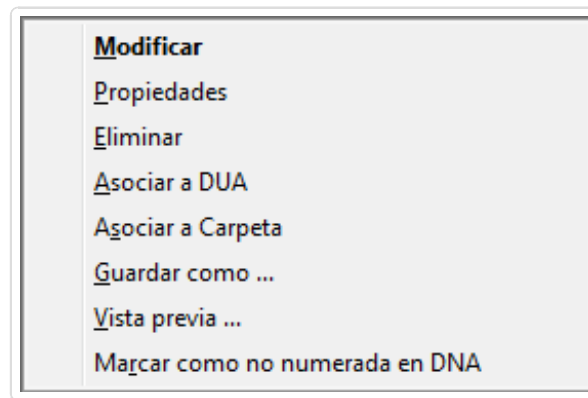 Modificar
Propiedades
Eliminar
Asociar a DUA
Asociar a Carpeta
Guardar como ...
Vista previa ...
Marcar como no numerada en DNA